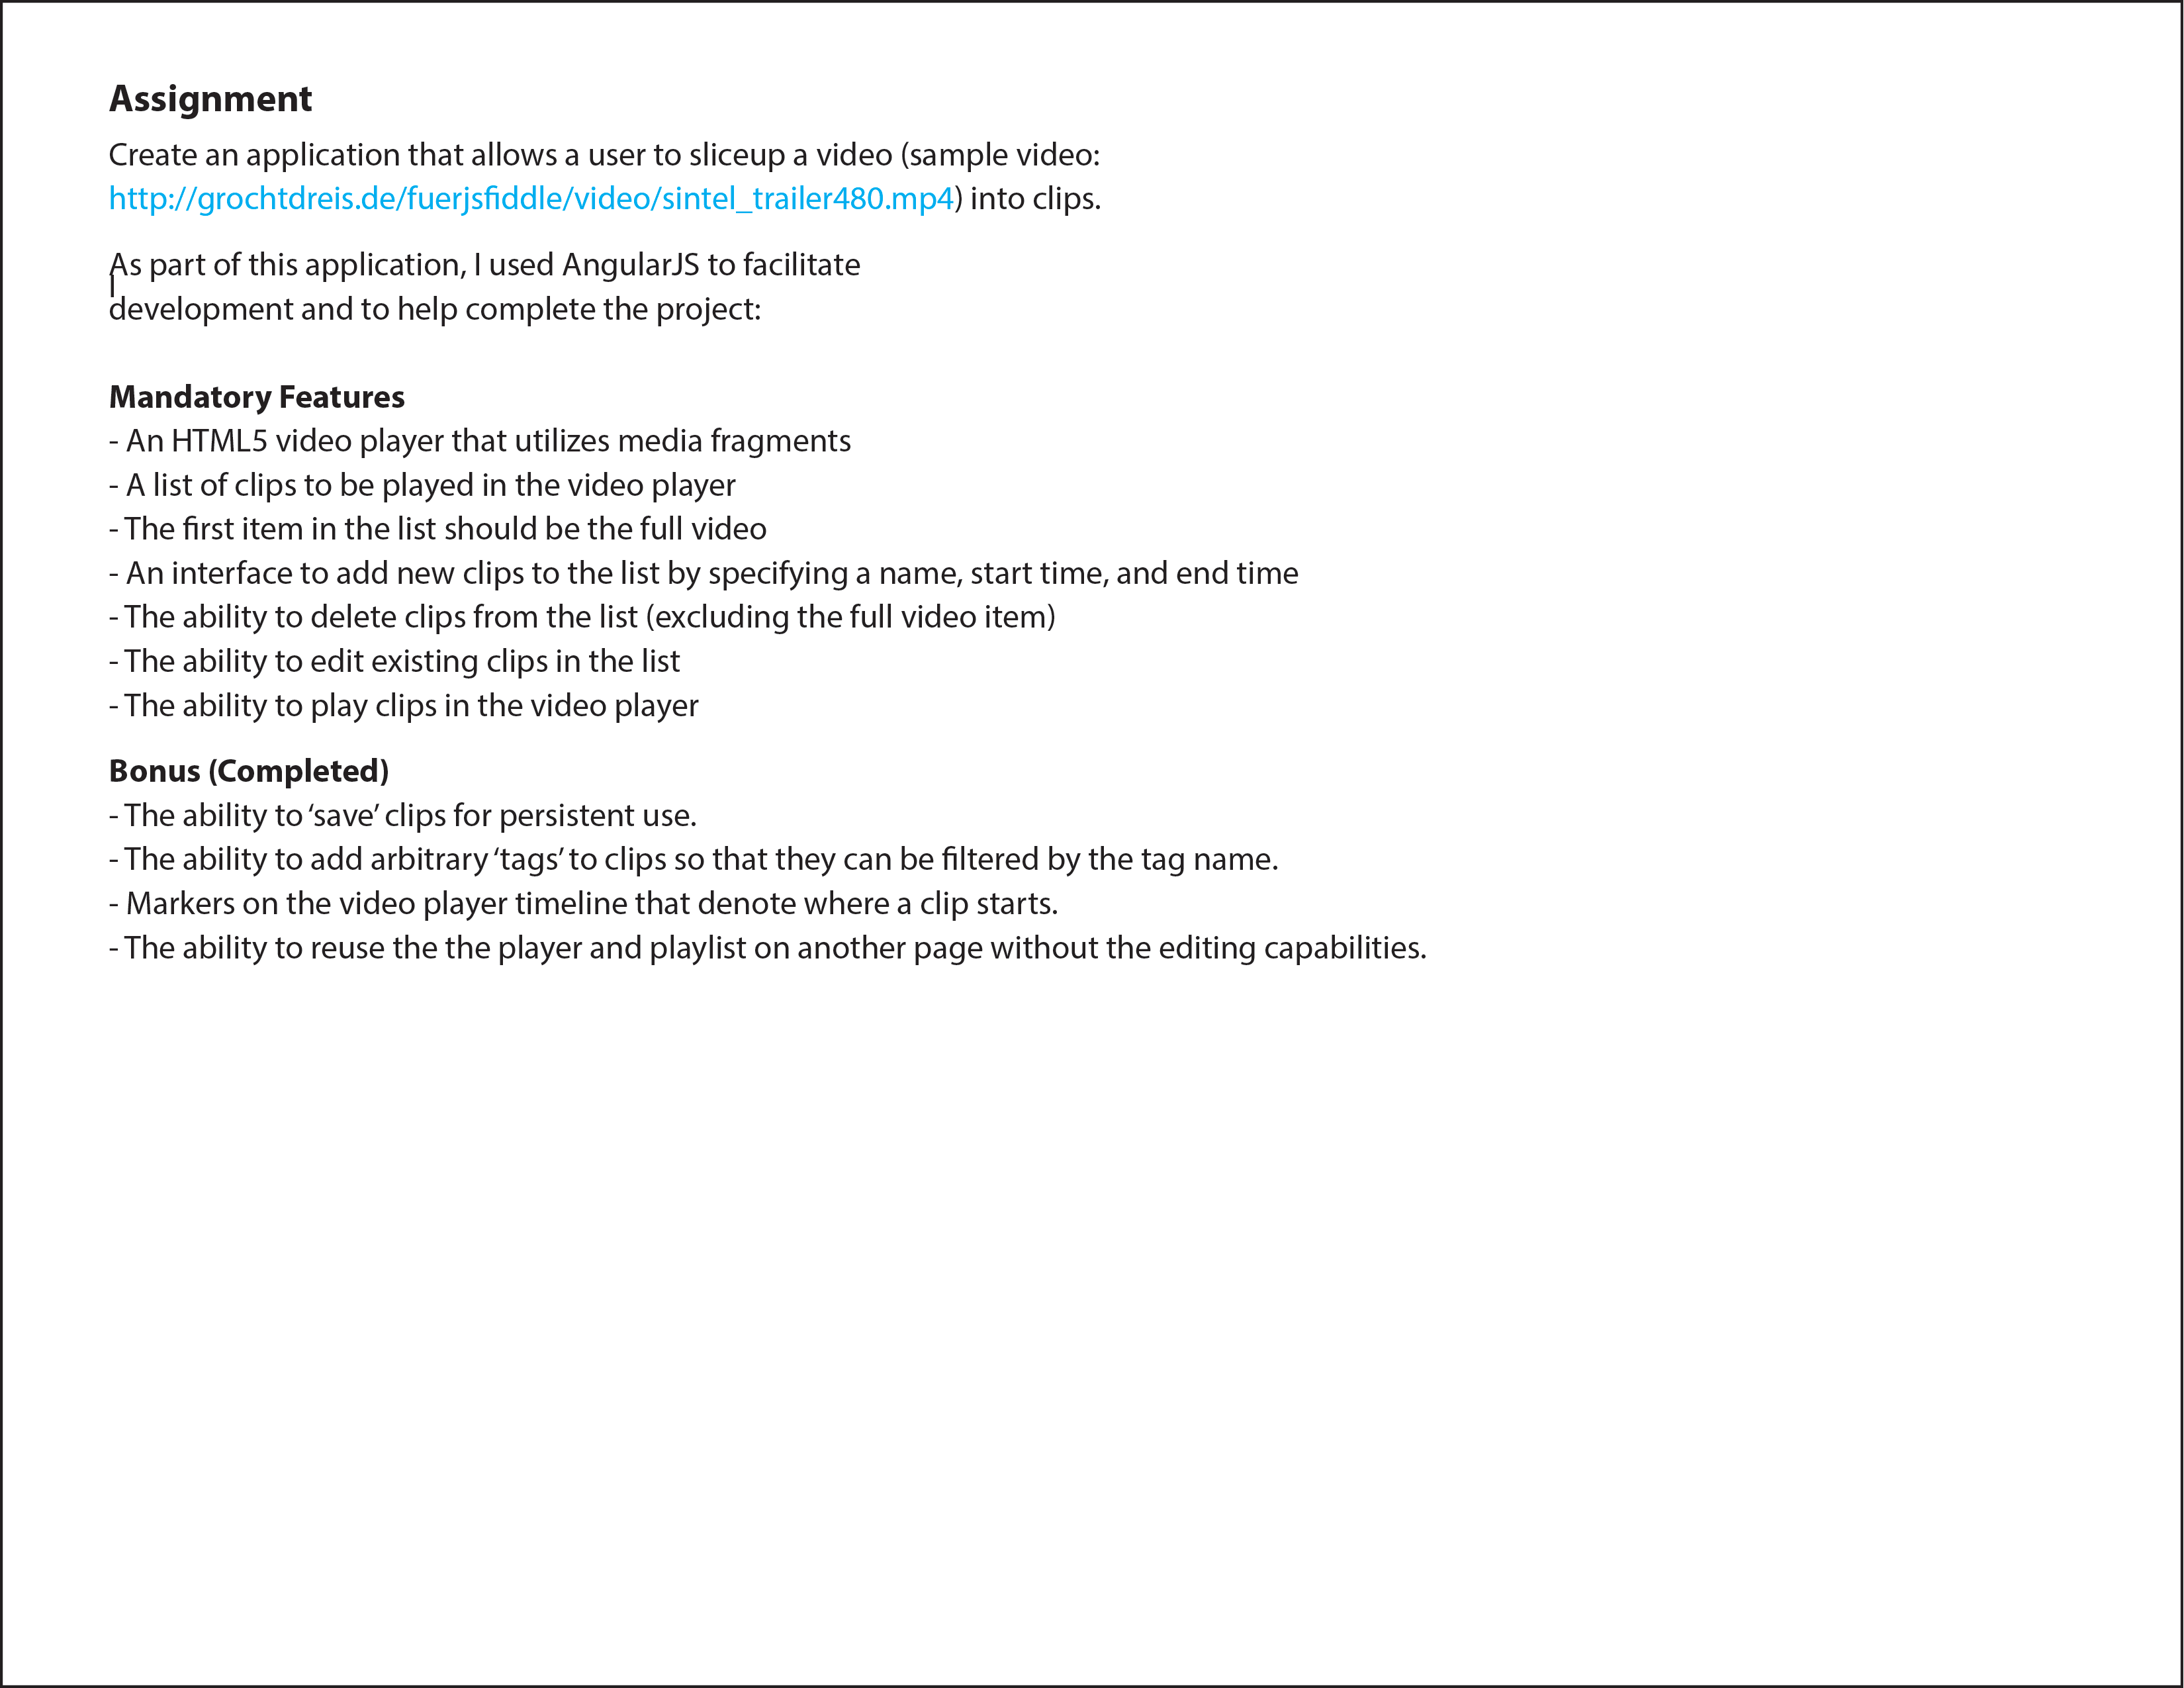 Assignment
Create an application that allows a user to sliceup a video (sample video:
http://grochtdreis.de/fuerjsfiddle/video/sintel_trailer480.mp4) into clips.
As part of this application, I used AngularJS to facilitate
development and to help complete the project:
Mandatory Features
- An HTML5 video player that utilizes media fragments
- A list of clips to be played in the video player
- The first item in the list should be the full video
- An interface to add new clips to the list by specifying a name, start time, and end time
- The ability to delete clips from the list (excluding the full video item)
- The ability to edit existing clips in the list
- The ability to play clips in the video player
Bonus (Completed)
- The ability to ‘save’ clips for persistent use.
- The ability to add arbitrary ‘tags’ to clips so that they can be filtered by the tag name.
- Markers on the video player timeline that denote where a clip starts.
- The ability to reuse the the player and playlist on another page without the editing capabilities.